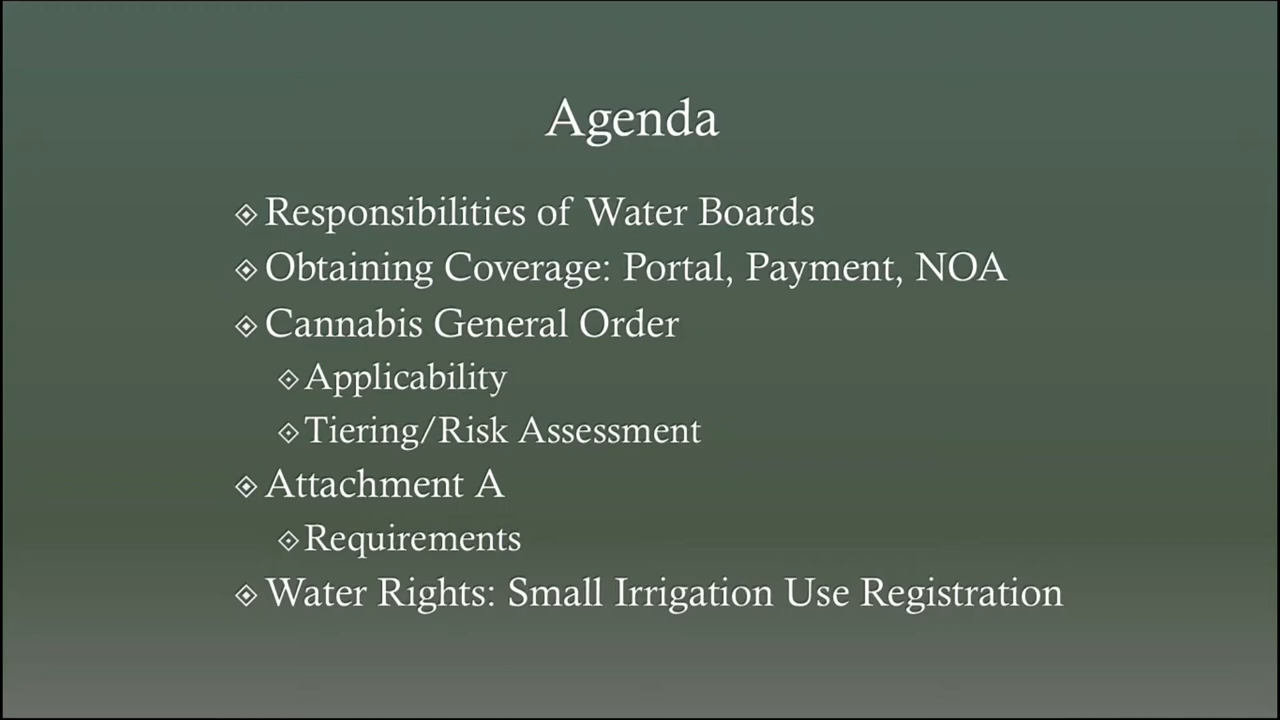 Agenda
Responsibilities of Water Boards
Obtaining Coverage: Portal, Payment, NOA
Cannabis General Order
Applicability
Tiering/Risk Assessment
Attachment A
Requirements
Water Rights: Small Irrigation Use Registration